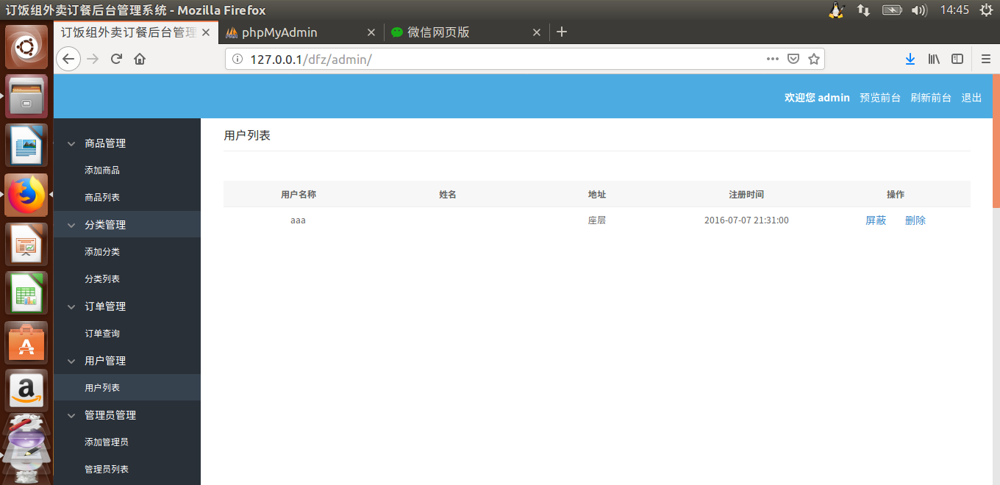 订饭组外卖订餐后台管理系统 - Mozilla Firefox
14:45
订饭组外卖订餐后台管理
phpMyAdmin
微信网页版
127.0.0.1/dfz/admin/
欢迎您 admin 预览前台 刷新前台 退出
商品管理
添加商品
商品列表
分类管理
添加分类
分类列表
订单管理
订单查询
用户管理
用户列表
管理员管理
添加管理员
管理员列表
用户列表
用户名称 姓名 地址 注册时间 操作
aaa 座层 2016-07-07 21:31:00 屏蔽 删除